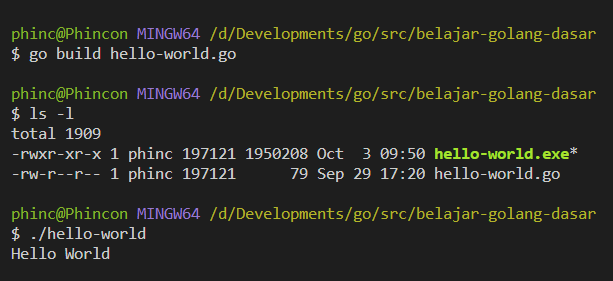 phinc@Phincon MINGW64 /d/Developments/go/src/belajar-golang-dasar
$ go build hello-world.go
phinc@Phincon MINGW64 /d/Developments/go/src/belajar-golang-dasar
$ ls -l
total 1909
-rwxr-xr-x 1 phinc 197121 1950208 Oct  3 09:50 hello-world.exe*
-rw-r--r-- 1 phinc 197121      79 Sep 29 17:20 hello-world.go
phinc@Phincon MINGW64 /d/Developments/go/src/belajar-golang-dasar
$ ./hello-world
Hello World